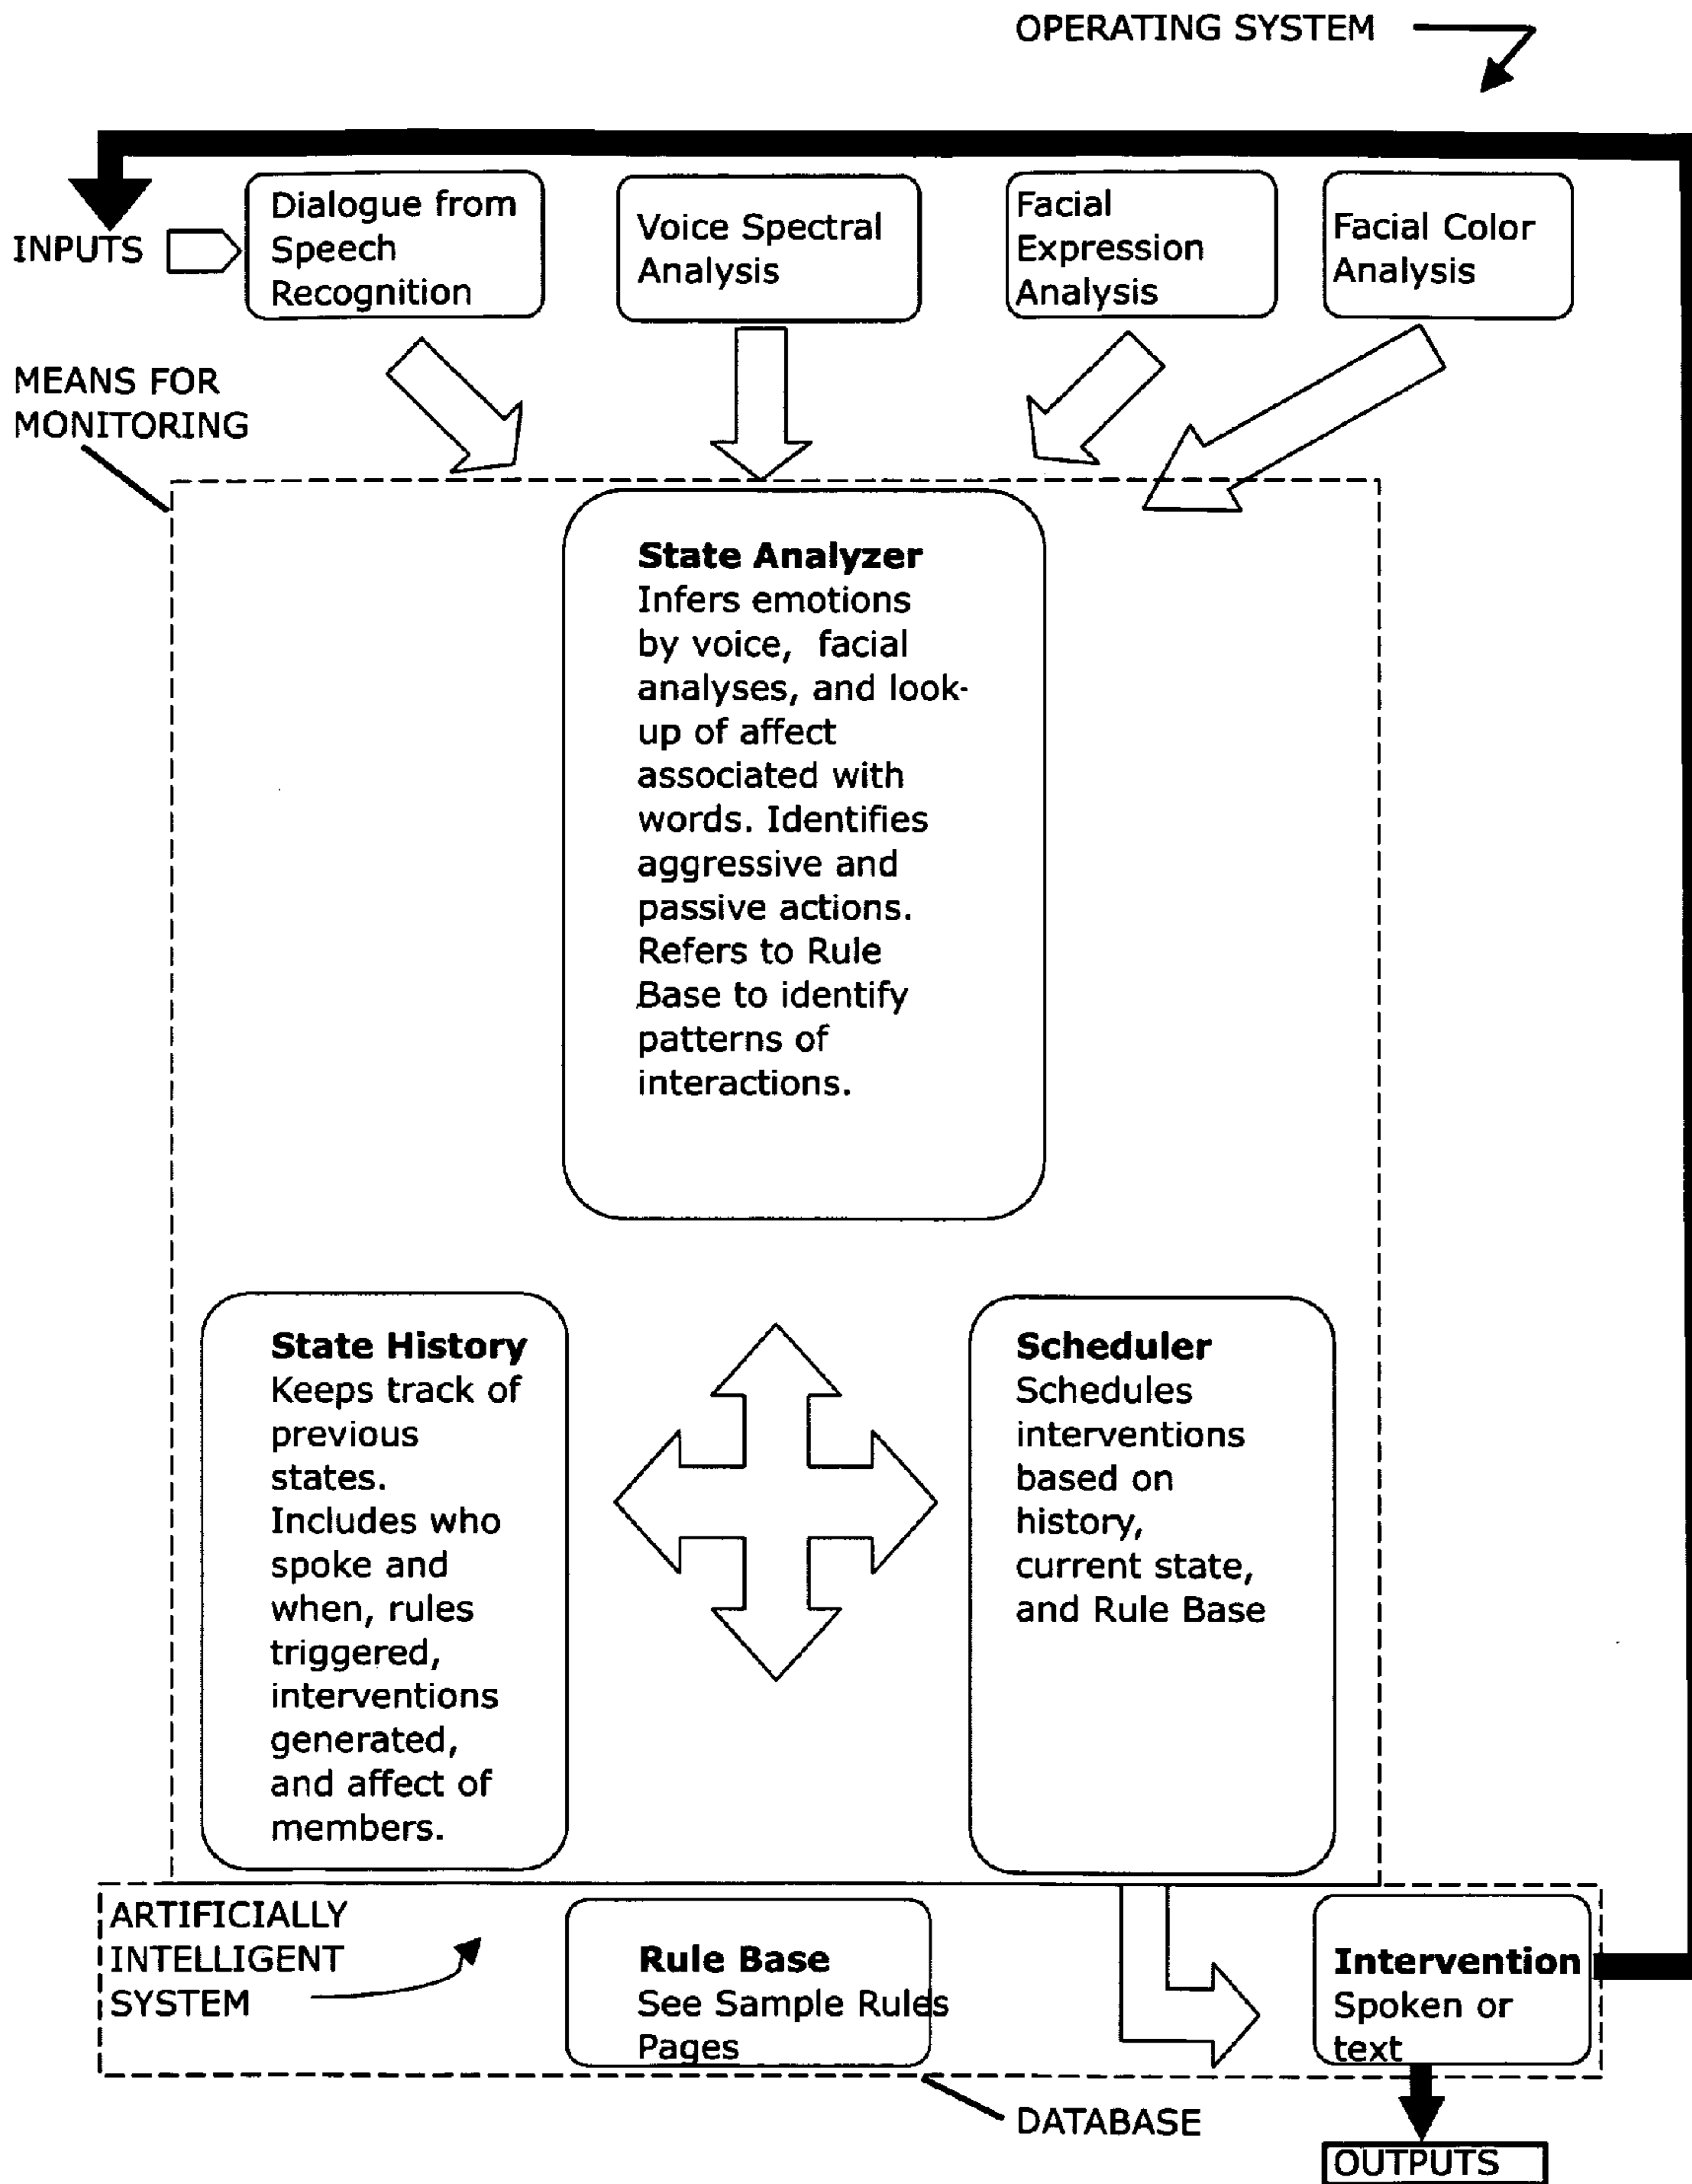 OPERATING SYSTEM
INPUTS
Dialogue from
Speech
Recognition
Voice Spectral
Analysis
Facial
Expression
Analysis
Facial Color
Analysis
MEANS FOR
MONITORING
State Analyzer
Infers emotions
by voice, facial
analyses, and look-
up of affect
associated with
words. Identifies
aggressive and
passive actions.
Refers to Rule
Base to identify
patterns of
interactions.
State History
Keeps track of
previous
states.
Includes who
spoke and
when, rules
triggered,
interventions
generated,
and affect of
members.
Scheduler
Schedules
interventions
based on
history,
current state,
and Rule Base
ARTIFICIALLY
INTELLIGENT
SYSTEM
Rule Base
See Sample Rules
Pages
Intervention
Spoken or
text
DATABASE
OUTPUTS